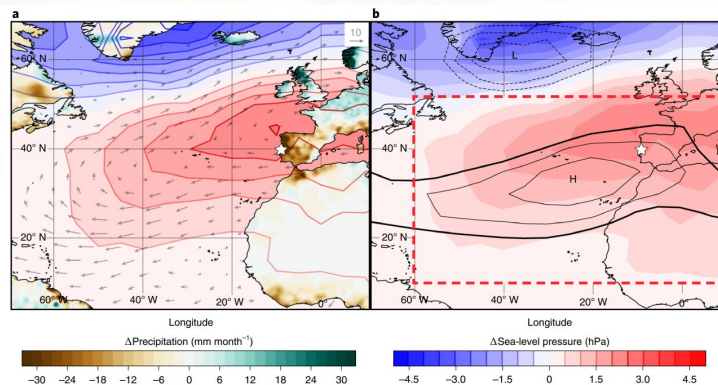 a
b
10
60° N
60° N
L
40° N
40° N
H
20° N
20° N
60° W
40° W
20° W
0°
60° W
40° W
20° W
0°
Longitude
Longitude
ΔPrecipitation (mm month⁻¹)
ΔSea-level pressure (hPa)
−30 −24 −18 −12 −6 0 6 12 18 24 30
−4.5 −3.0 −1.5 0 1.5 3.0 4.5